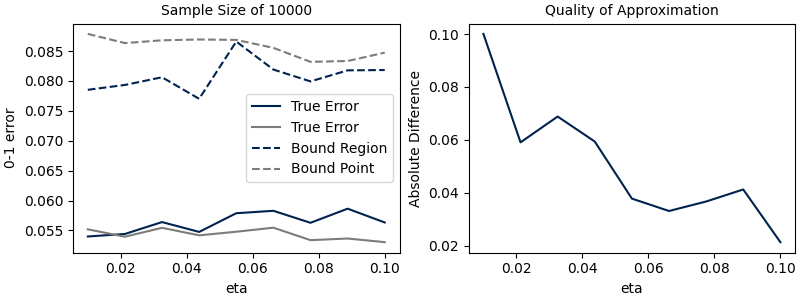 Sample Size of 10000
0-1 error
0.085
0.080
0.075
0.070
0.065
0.060
0.055
True Error
True Error
Bound Region
Bound Point
0.02 0.04 0.06 0.08 0.10
eta
Quality of Approximation
Absolute Difference
0.10
0.08
0.06
0.04
0.02
0.02 0.04 0.06 0.08 0.10
eta